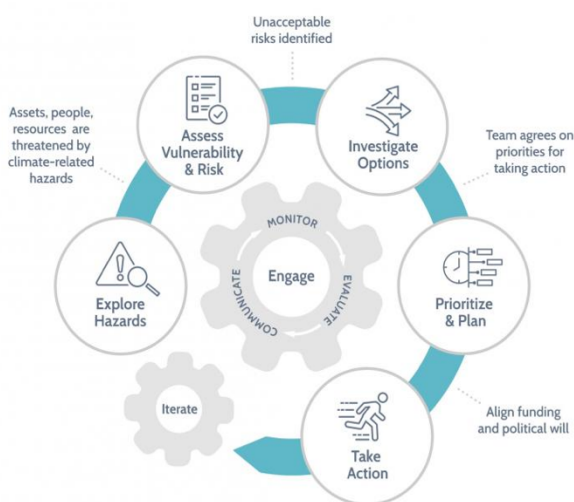 Unacceptable
risks identified
Assess
Vulnerability
& Risk
Investigate
Options
Assets, people,
resources are
threatened by
climate-related
hazards
Team agrees on
priorities for
taking action
MONITOR
EVALUATE
COMMUNICATE
Engage
Explore
Hazards
Prioritize
& Plan
Iterate
Align funding
and political will
Take
Action